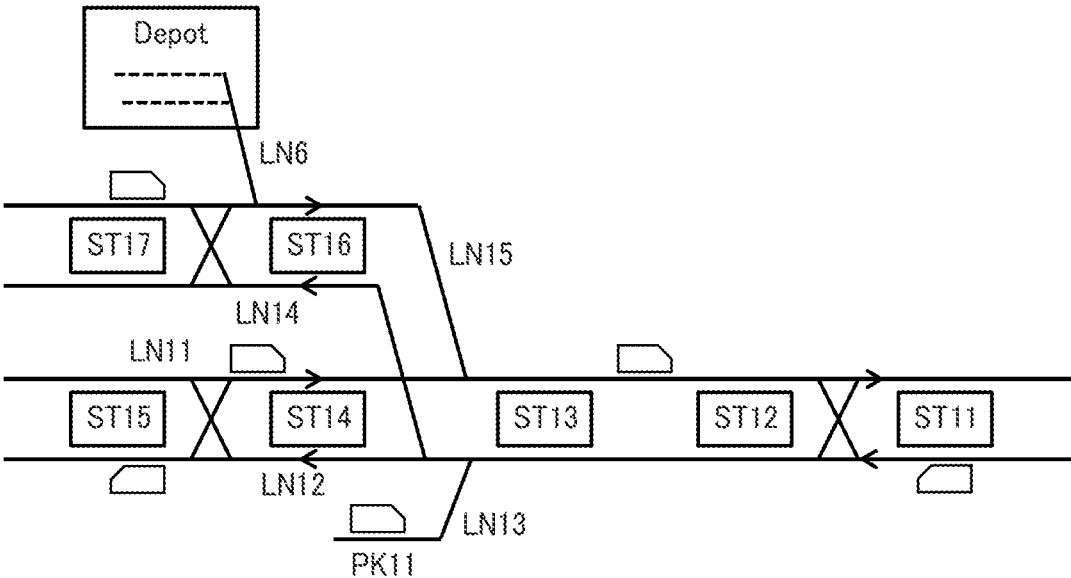 Depot
LN6
ST17
ST16
LN15
LN14
LN11
ST15
ST14
ST13
ST12
ST11
LN12
LN13
PK11